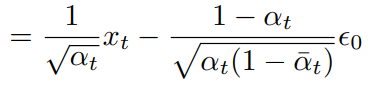 = \frac{1}{\sqrt{\alpha_t}} x_t - \frac{1 - \alpha_t}{\sqrt{\alpha_t(1 - \bar{\alpha}_t)}} \epsilon_0